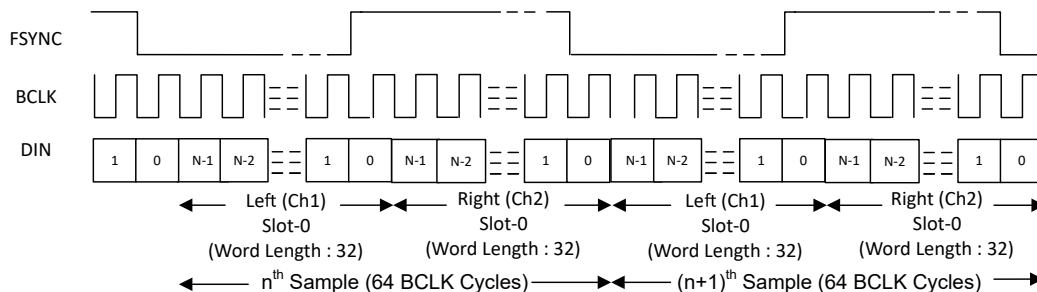 FSYNC
BCLK
DIN
1 0 N-1 N-2 1 0 N-1 N-2 1 0 N-1 N-2 1 0 N-1 N-2 1 0
Left (Ch1) Right (Ch2) Left (Ch1) Right (Ch2)
Slot-0 Slot-0 Slot-0 Slot-0
(Word Length : 32) (Word Length : 32) (Word Length : 32) (Word Length : 32)
nth Sample (64 BCLK Cycles) (n+1)th Sample (64 BCLK Cycles)